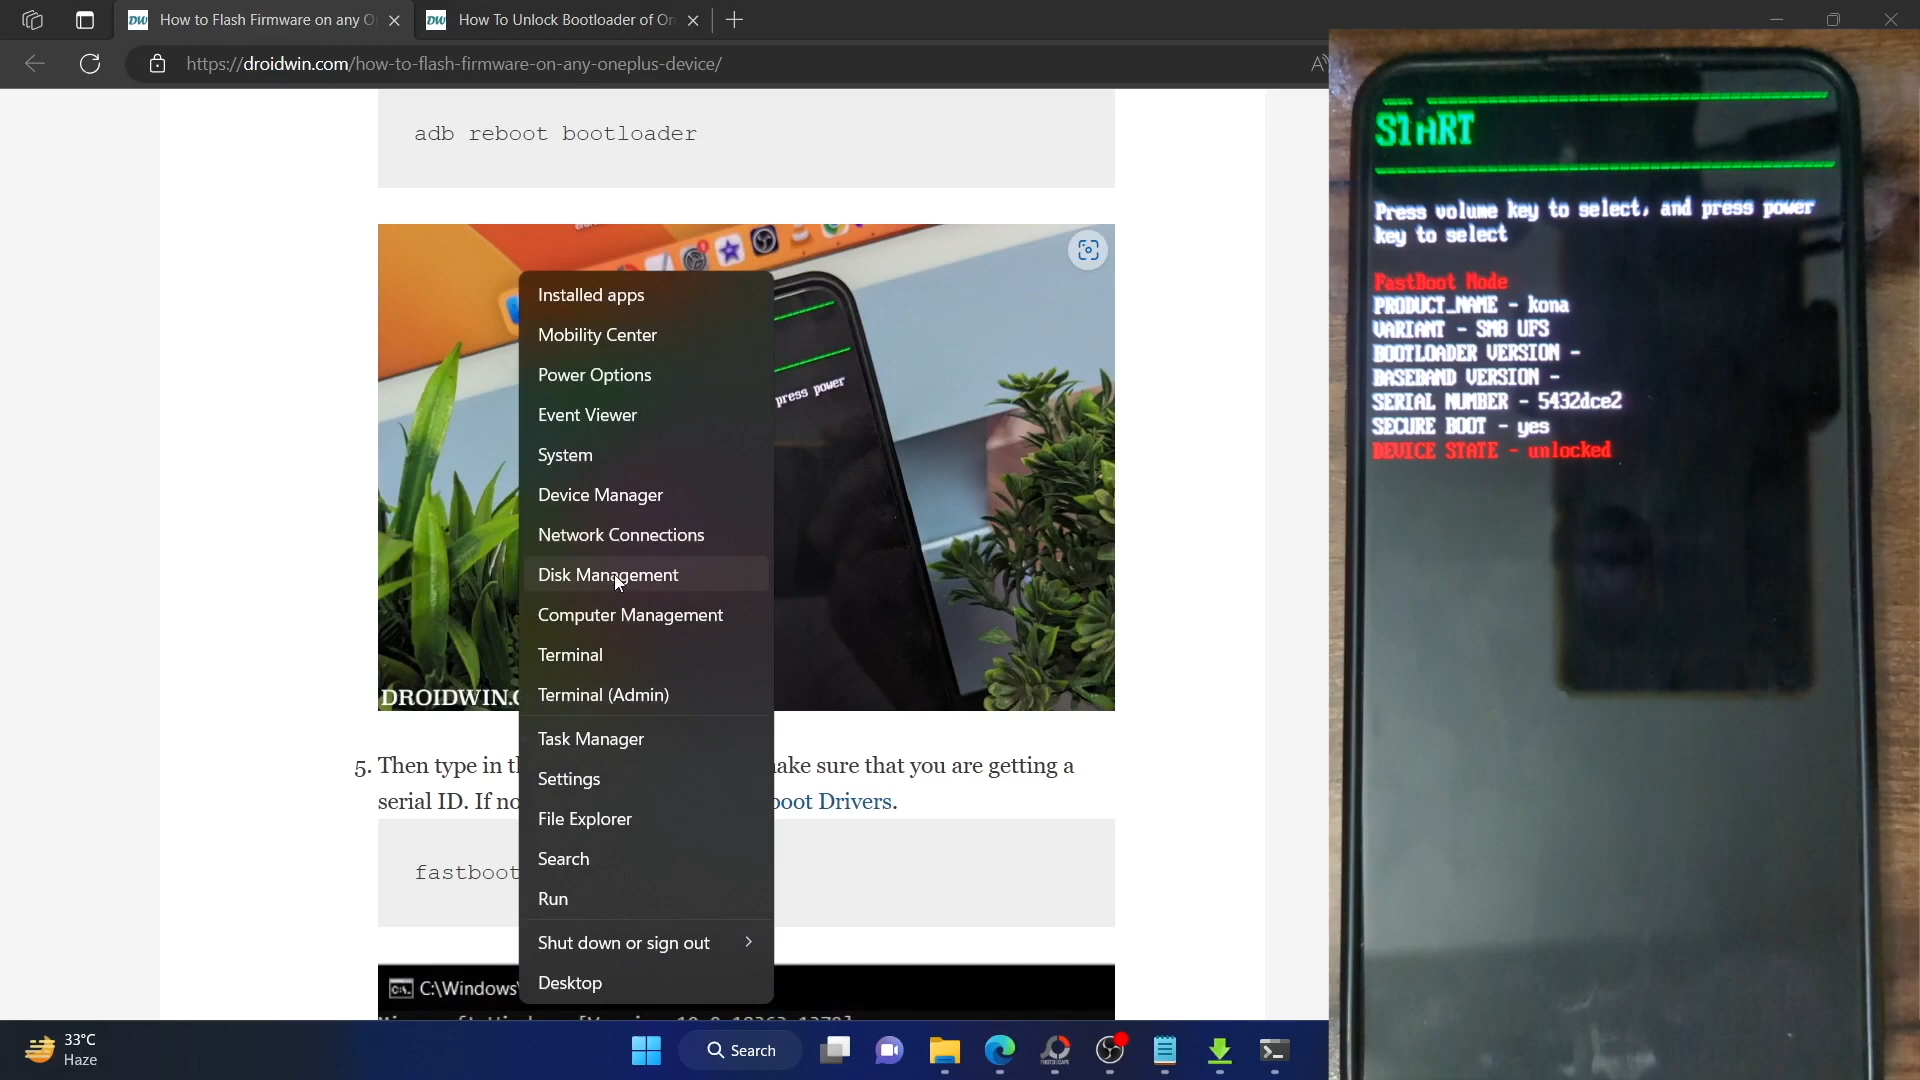 How to Flash Firmware on any O
How To Unlock Bootloader of On
https://droidwin.com/how-to-flash-firmware-on-any-oneplus-device/
adb reboot bootloader
press power
DROIDWIN.
Installed apps
Mobility Center
Power Options
Event Viewer
System
Device Manager
Network Connections
Disk Management
Computer Management
Terminal
Terminal (Admin)
Task Manager
Settings
File Explorer
Search
Run
Shut down or sign out
Desktop
5. Then type in ake sure that you are getting a
serial ID. If no oot Drivers.
fastboot
C:\Windows
START
Press volume key to select, and press power
key to select
FastBoot Mode
PRODUCT_NAME - kona
VARIANT - SM8 UFS
BOOTLOADER VERSION -
BASEBAND VERSION -
SERIAL NUMBER - 5432dce2
SECURE BOOT - yes
DEVICE STATE - unlocked
33°C
Haze
Search